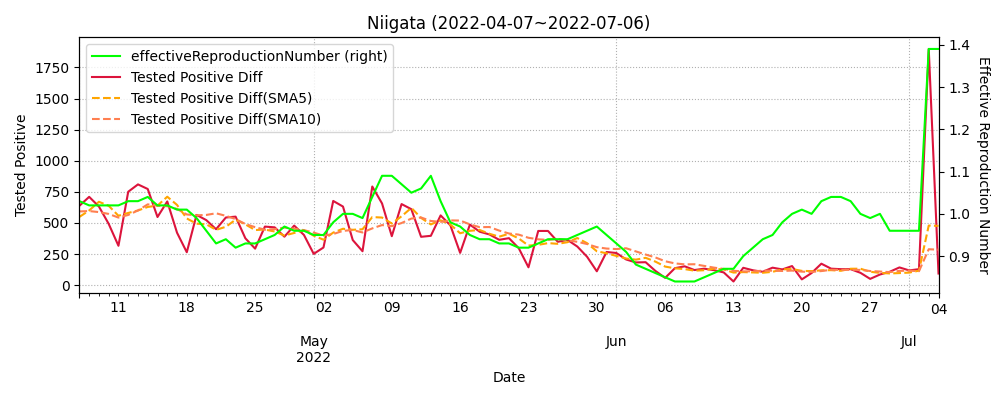 Niigata (2022-04-07~2022-07-06)
effectiveReproductionNumber (right)
Tested Positive Diff
Tested Positive Diff(SMA5)
Tested Positive Diff(SMA10)
Tested Positive
1750
1500
1250
1000
750
500
250
0
Effective Reproduction Number
1.4
1.3
1.2
1.1
1.0
0.9
11 18 25 02 09 16 23 30 06 13 20 27 04
May Jun Jul
2022
Date